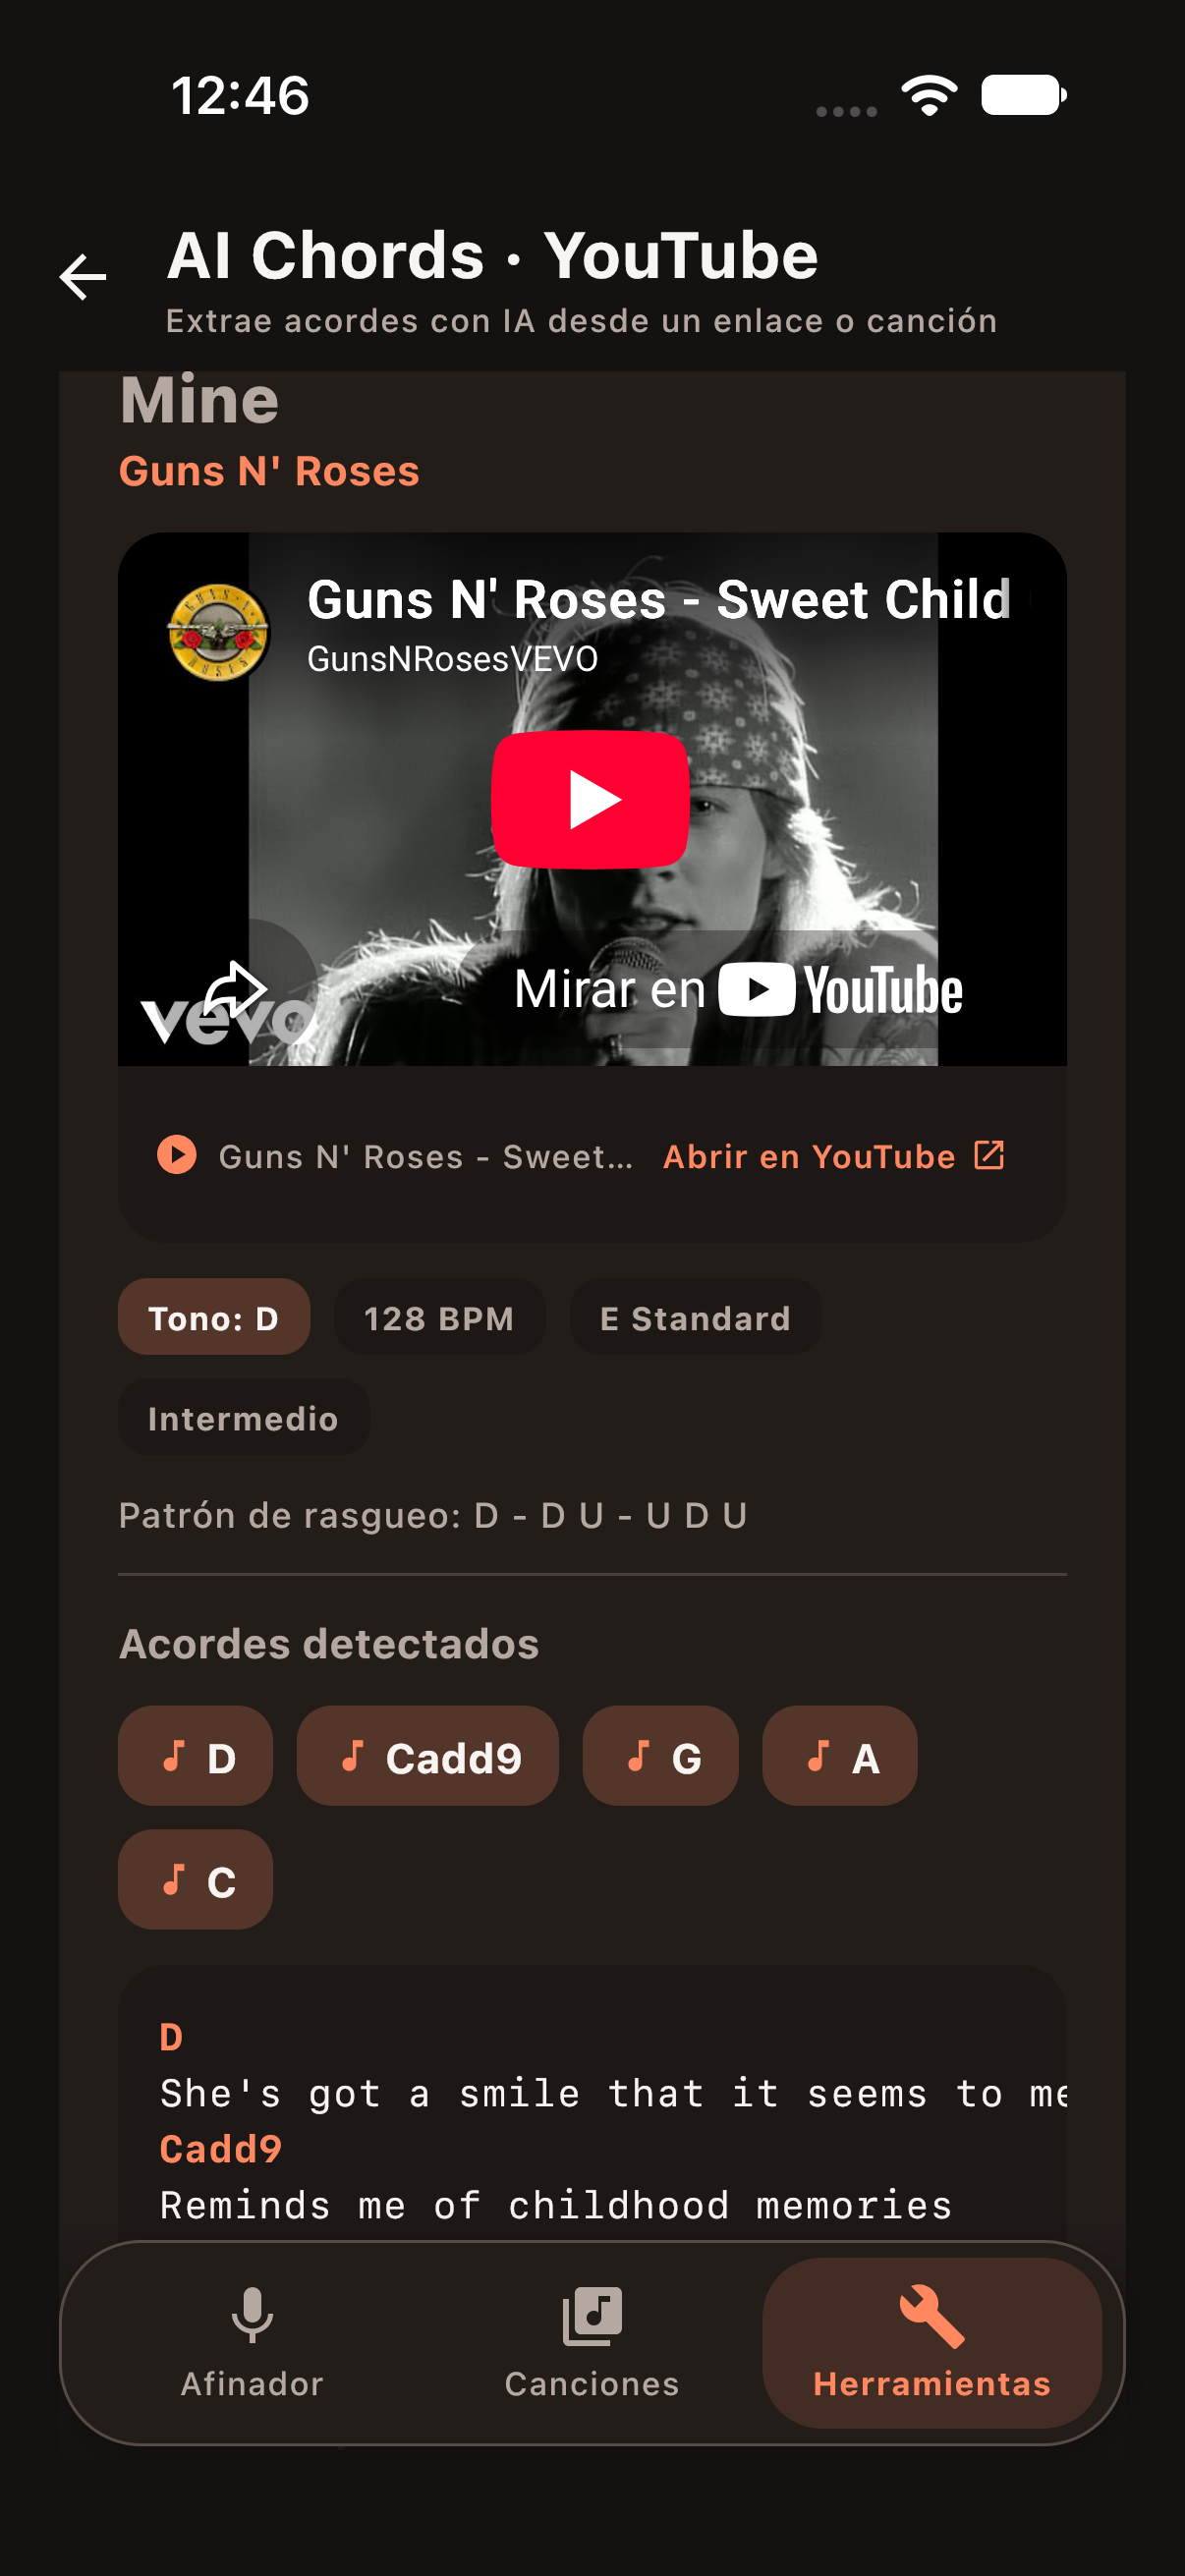 12:46
AI Chords · YouTube
Extrae acordes con IA desde un enlace o canción
Mine
Guns N' Roses
Guns N' Roses - Sweet Child
GunsNRosesVEVO
Mirar en YouTube
vevo
Guns N' Roses - Sweet... Abrir en YouTube
Tono: D 128 BPM E Standard
Intermedio
Patrón de rasgueo: D - D U - U D U
Acordes detectados
D Cadd9 G A
C
D
She's got a smile that it seems to me
Cadd9
Reminds me of childhood memories
Afinador Canciones Herramientas